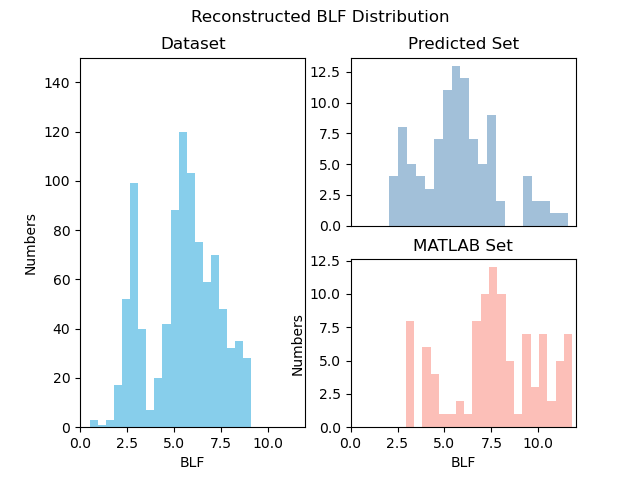 Reconstructed BLF Distribution
Dataset
140
120
100
80
60
40
20
0
Numbers
0.0 2.5 5.0 7.5 10.0
BLF
Predicted Set
12.5
10.0
7.5
5.0
2.5
0.0
MATLAB Set
12.5
10.0
7.5
5.0
2.5
0.0
Numbers
0.0 2.5 5.0 7.5 10.0
BLF